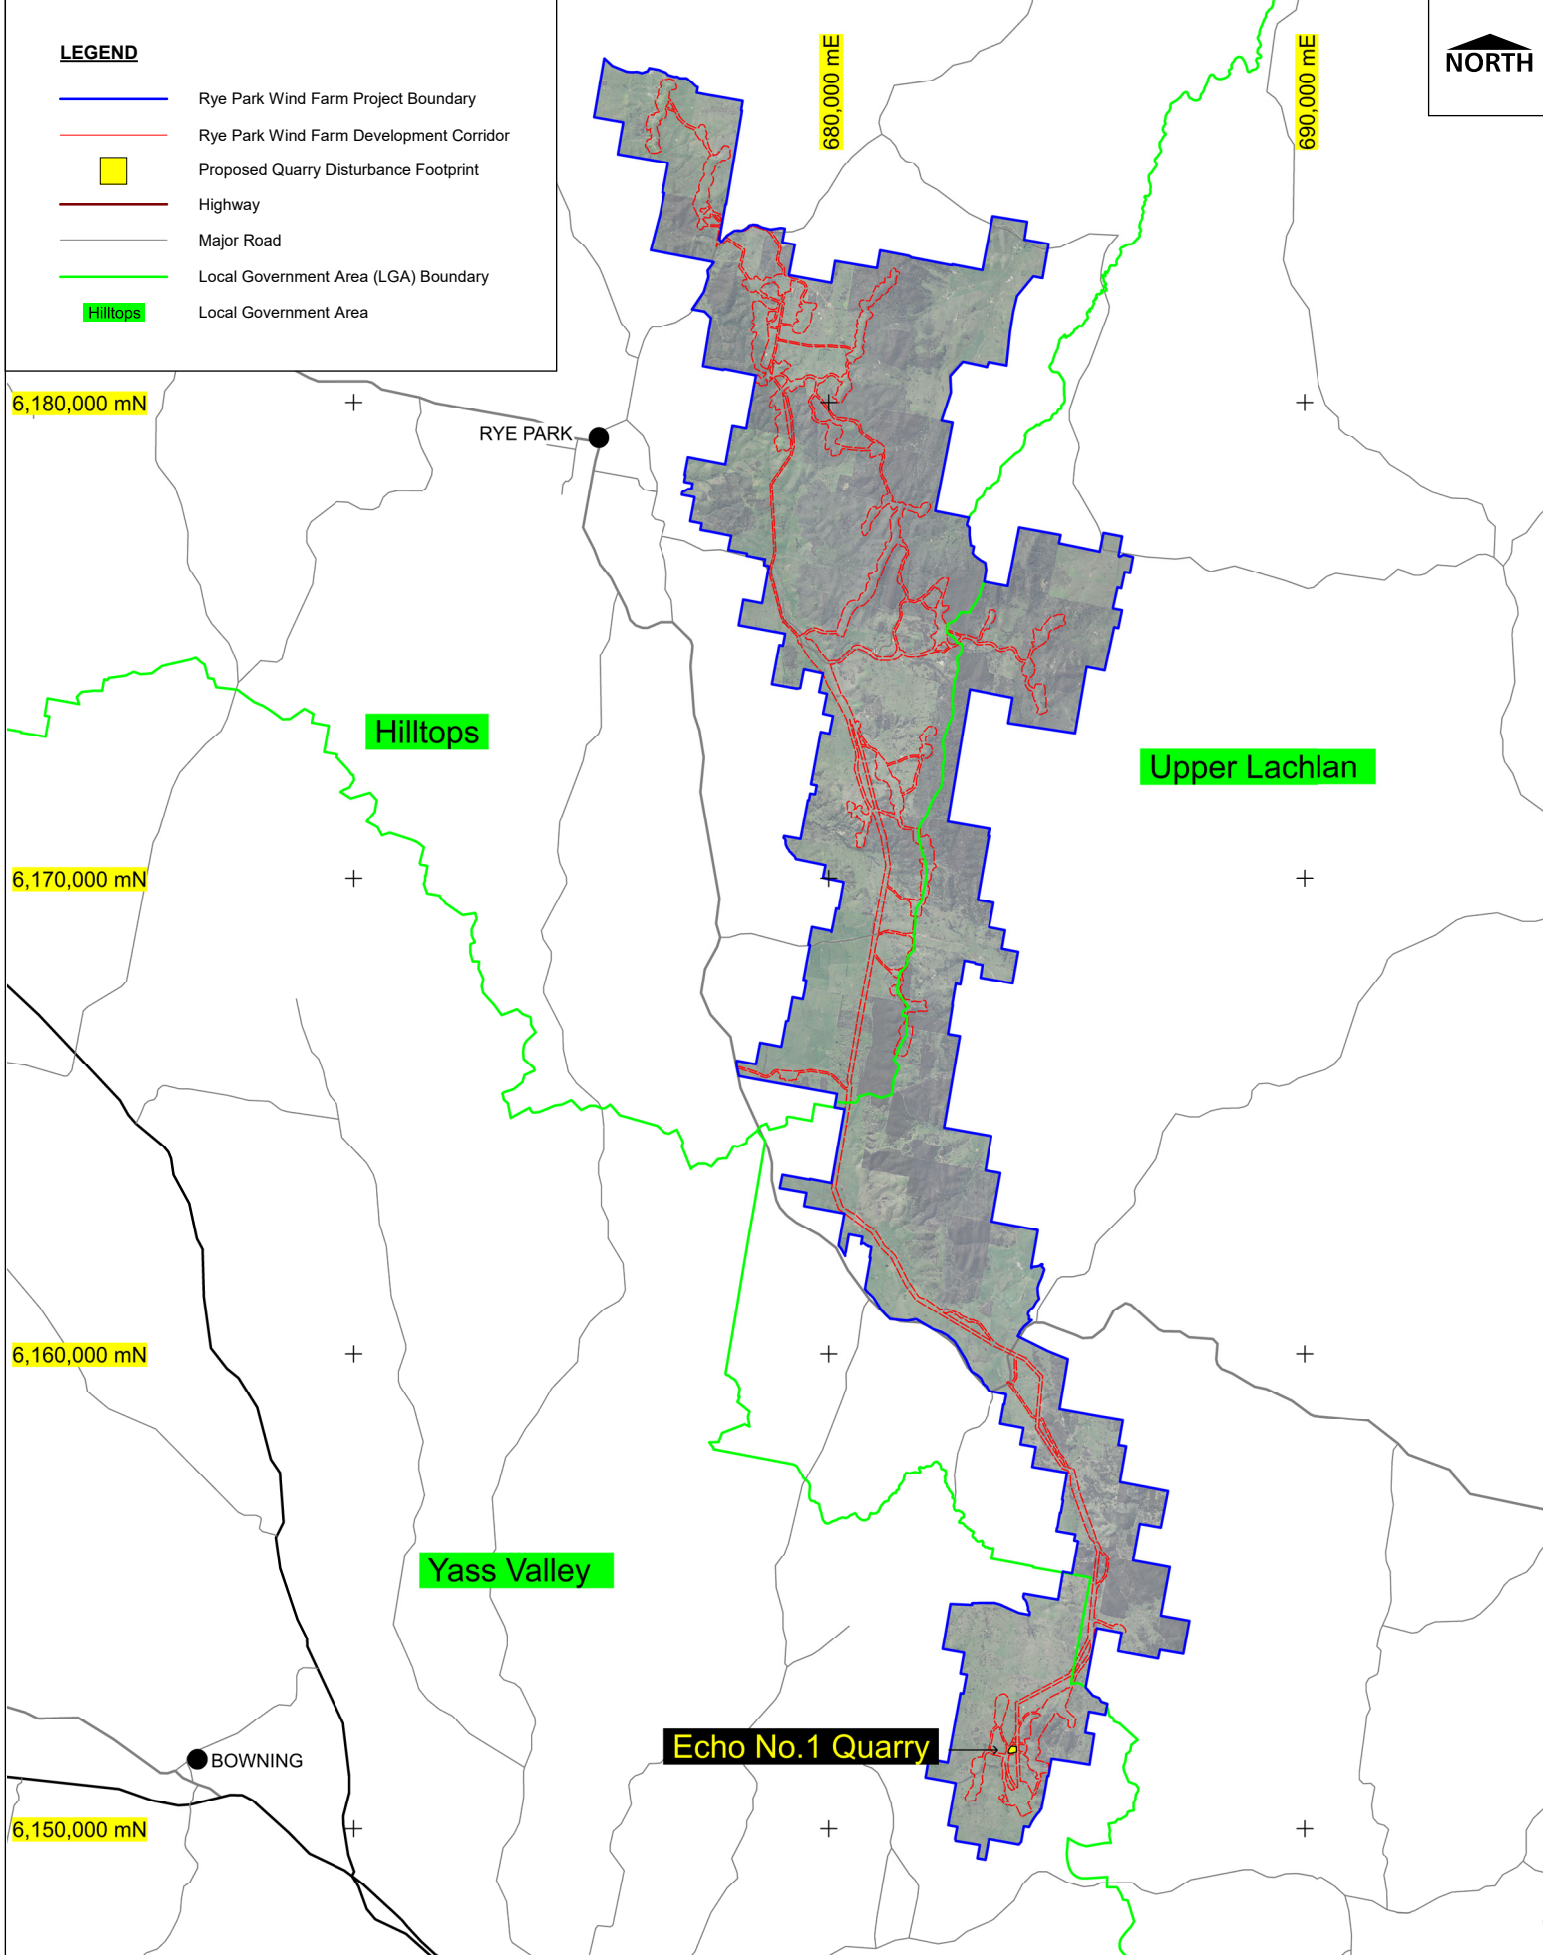 LEGEND
Rye Park Wind Farm Project Boundary
Rye Park Wind Farm Development Corridor
Proposed Quarry Disturbance Footprint
Highway
Major Road
Local Government Area (LGA) Boundary
Hilltops
Local Government Area
680,000 mE
690,000 mE
NORTH
6,180,000 mN
RYE PARK
Hilltops
Upper Lachlan
6,170,000 mN
6,160,000 mN
Yass Valley
Echo No.1 Quarry
BOWNING
6,150,000 mN